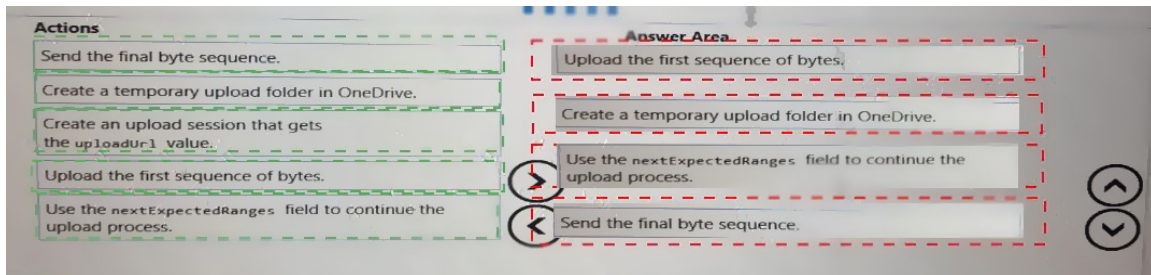 Actions
Send the final byte sequence.
Create a temporary upload folder in OneDrive.
Create an upload session that gets
the uploadUrl value.
Upload the first sequence of bytes.
Use the nextExpectedRanges field to continue the
upload process.
Answer Area
Upload the first sequence of bytes.
Create a temporary upload folder in OneDrive.
Use the nextExpectedRanges field to continue the
upload process.
Send the final byte sequence.